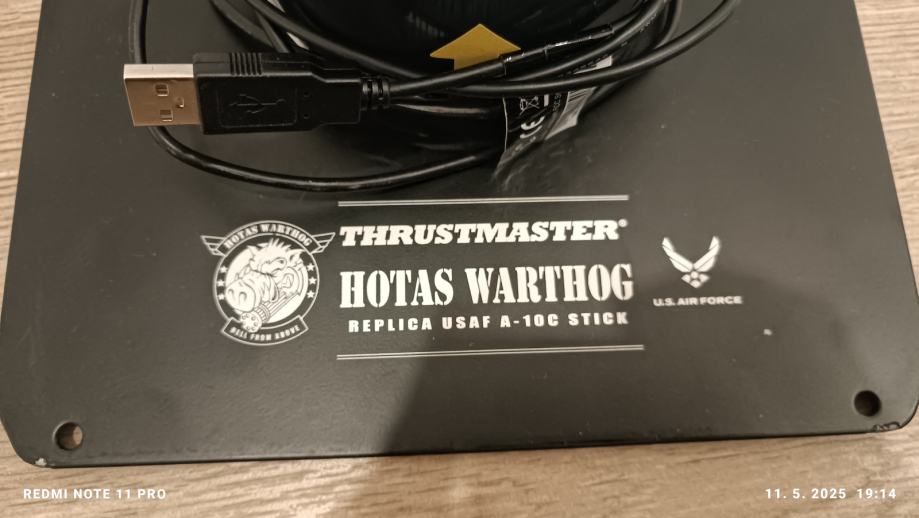 CE
HOTAS WARTHOG
HELL FROM ABOVE
THRUSTMASTER®
HOTAS WARTHOG
REPLICA USAF A-10C STICK
U.S. AIR FORCE
REDMI NOTE 11 PRO
11. 5. 2025 19:14